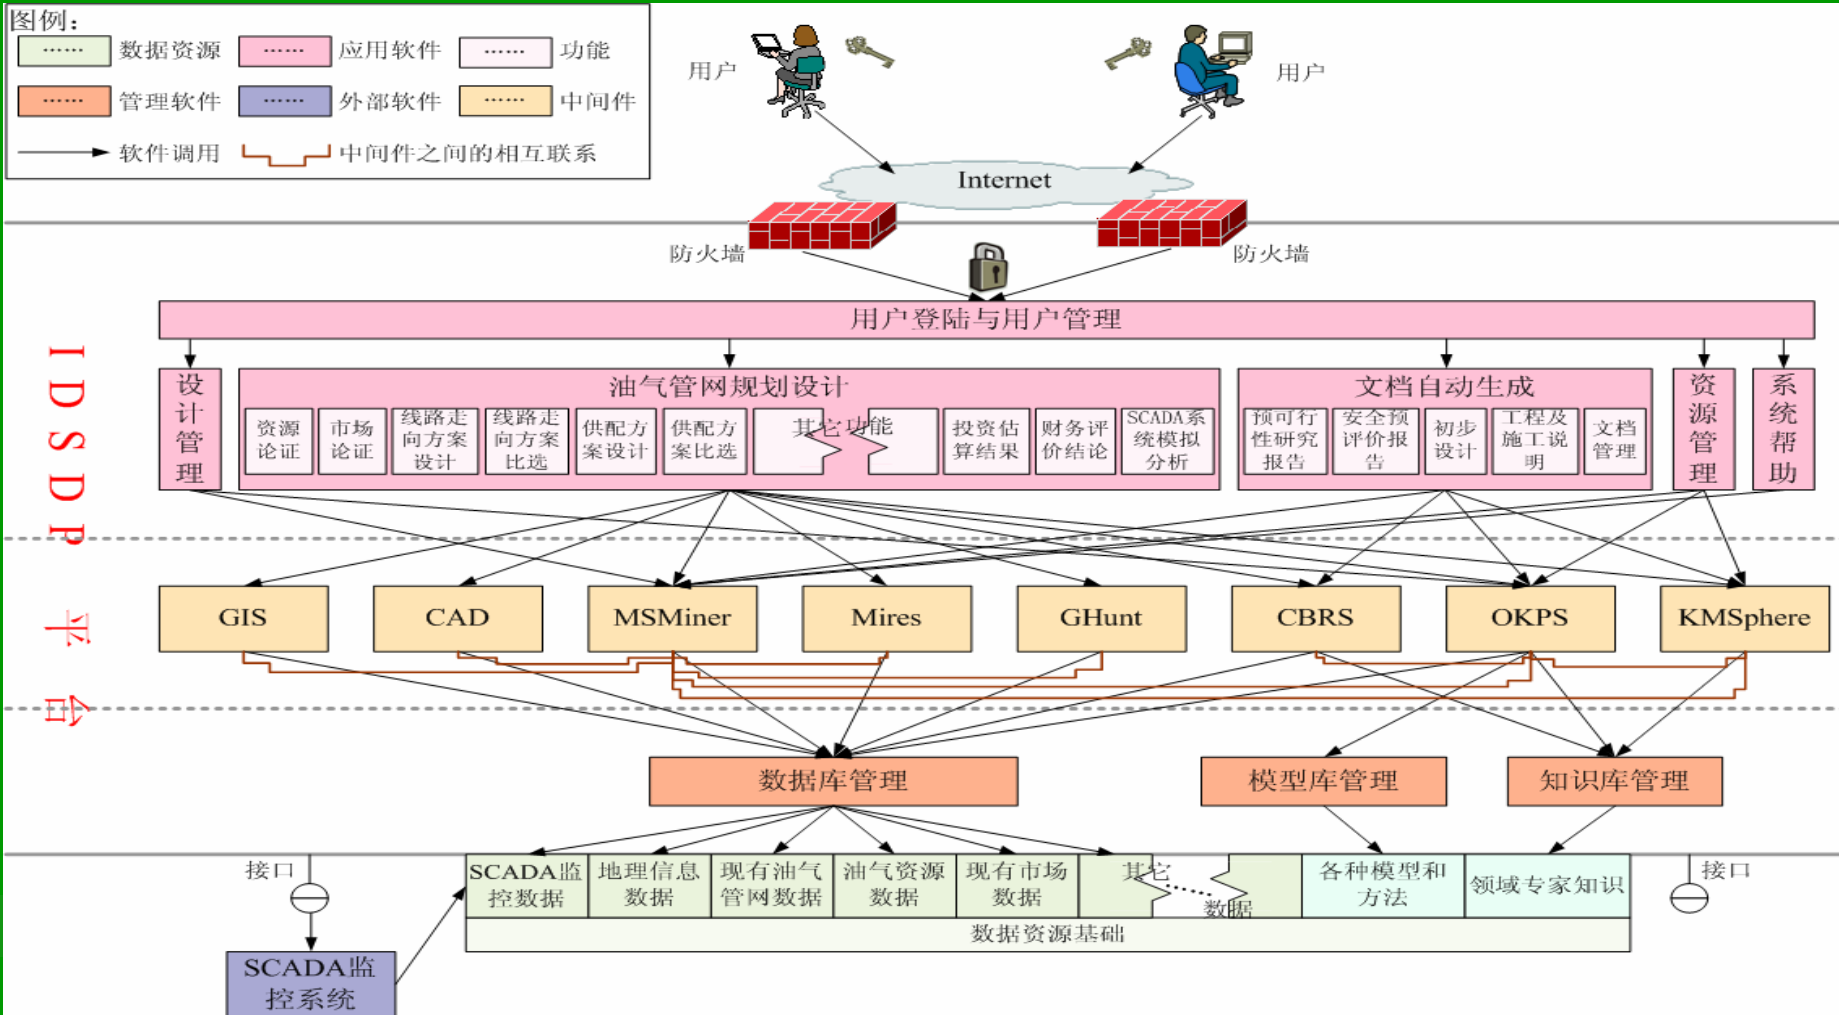 图例：
…… 数据资源 …… 应用软件 …… 功能
…… 管理软件 …… 外部软件 …… 中间件
软件调用 中间件之间的相互联系
用户
用户
Internet
防火墙
防火墙
用户登陆与用户管理
IDSDP平台
设
计
管
理
油气管网规划设计
资源
论证
市场
论证
线路走
向方案
设计
线路走
向方案
比选
供配方
案设计
供配方
案比选
其它功能
投资估
算结果
财务评
价结论
SCADA系
统模拟
分析
文档自动生成
预可行
性研究
报告
安全预
评价报
告
初步
设计
工程及
施工说
明
文档
管理
资
源
管
理
系
统
帮
助
GIS
CAD
MSMiner
Mires
GHunt
CBRS
OKPS
KMSphere
数据库管理
模型库管理
知识库管理
接口
SCADA监
控数据
地理信息
数据
现有油气
管网数据
油气资源
数据
现有市场
数据
其它
……
数据
各种模型和
方法
领域专家知识
接口
数据资源基础
SCADA监
控系统